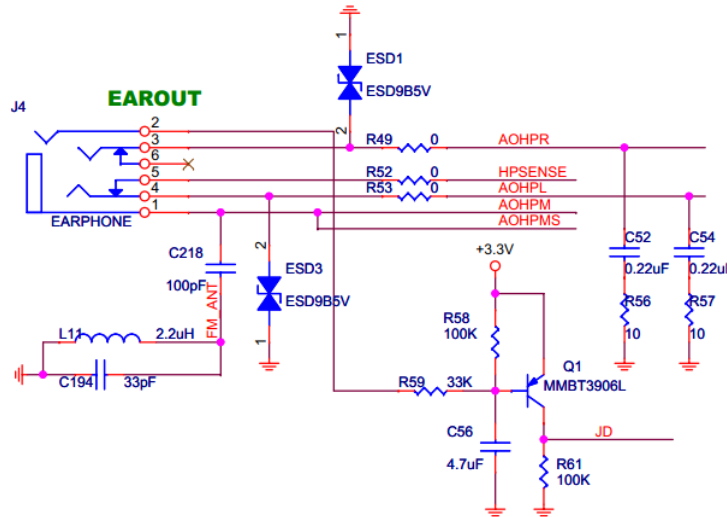 1
ESD1
ESD9B5V
2
J4
EAROUT
2
3
6
5
4
1
EARPHONE
R49
0
AOHPR
R52
0
HPSENSE
R53
0
AOHPL
AOHPM
AOHPMS
C218
100pF
FM_ANT
2
ESD3
ESD9B5V
1
+3.3V
C52
0.22uF
C54
0.22uF
R56
10
R57
10
L11
2.2uH
C194
33pF
R58
100K
Q1
MMBT3906L
R59
33K
C56
4.7uF
JD
R61
100K